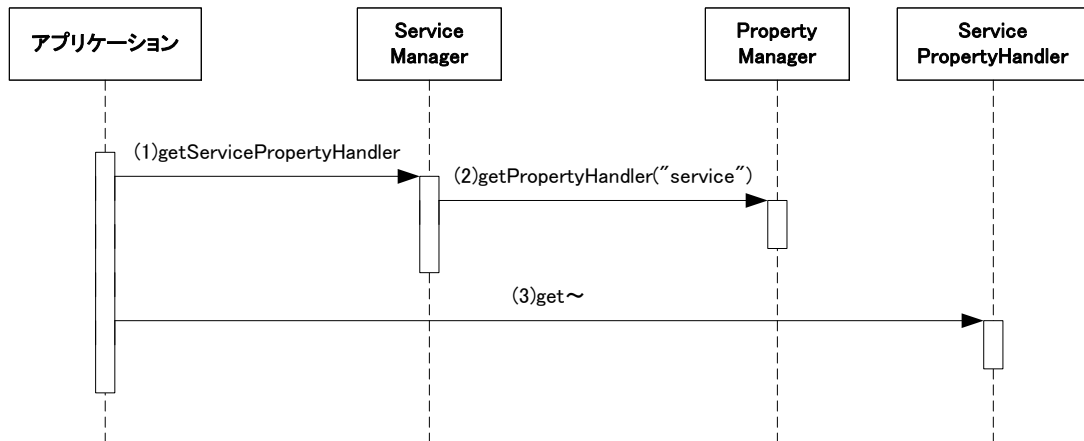 アプリケーション
Service
Manager
Property
Manager
Service
PropertyHandler
(1)getServicePropertyHandler
(2)getPropertyHandler("service")
(3)get～